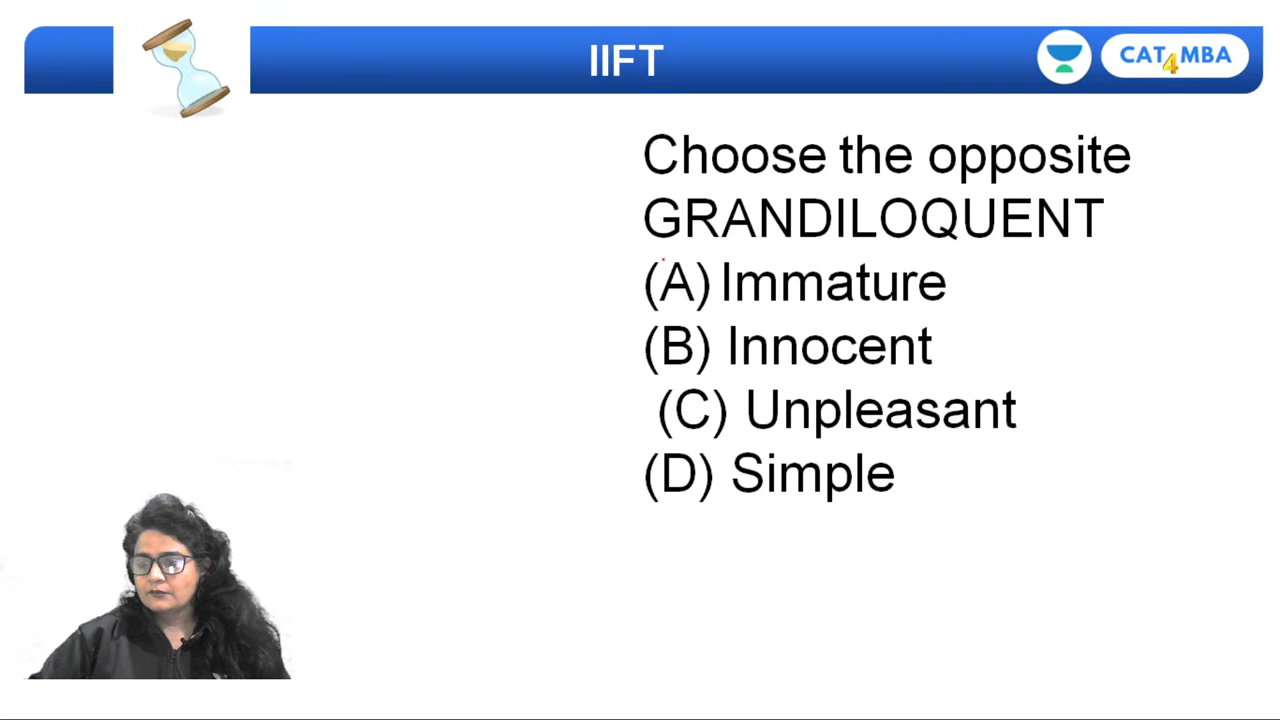 IIFT
CAT4MBA
Choose the opposite
GRANDILOQUENT
(A) Immature
(B) Innocent
(C) Unpleasant
(D) Simple